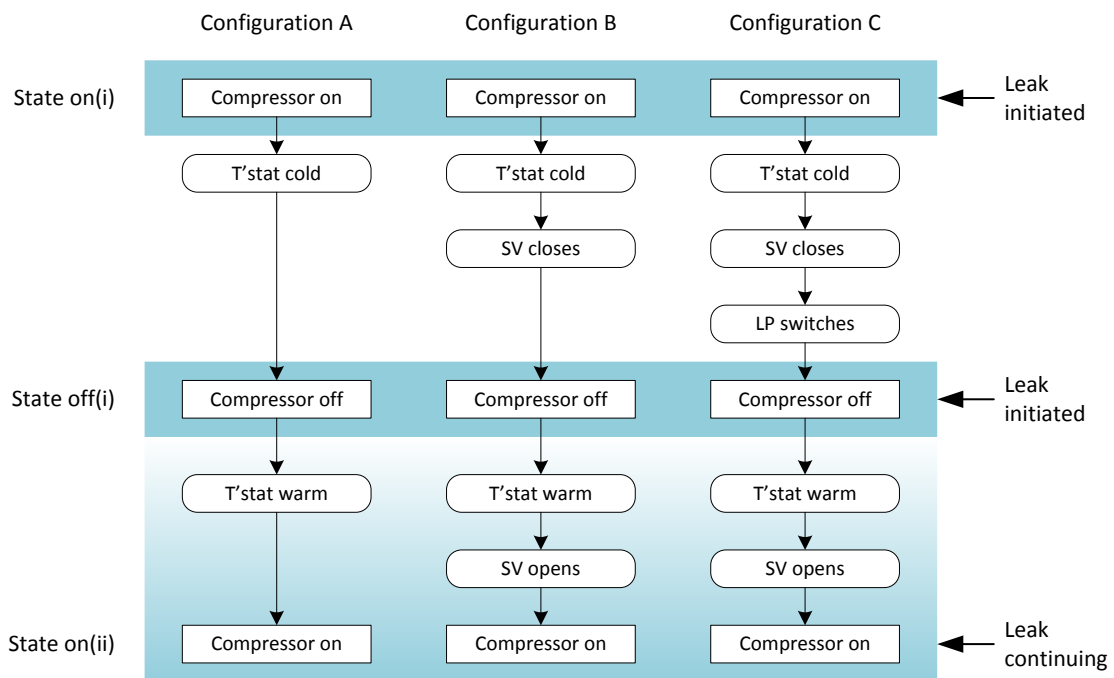 Configuration A Configuration B Configuration C
State on(i) Compressor on Compressor on Compressor on Leak
initiated
T’stat cold T’stat cold T’stat cold
SV closes SV closes
LP switches
State off(i) Compressor off Compressor off Compressor off Leak
initiated
T’stat warm T’stat warm T’stat warm
SV opens SV opens
State on(ii) Compressor on Compressor on Compressor on Leak
continuing